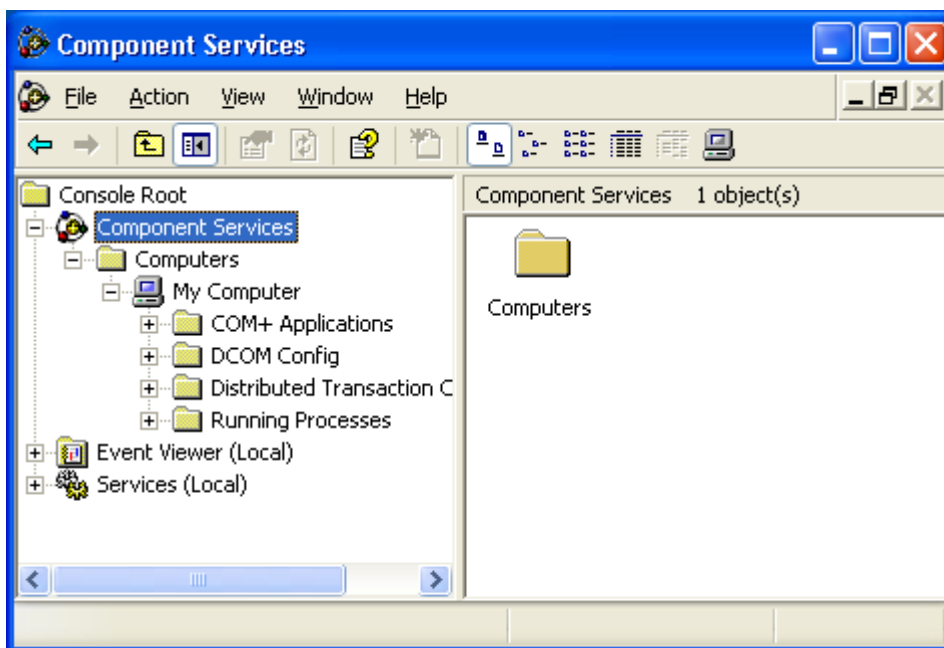 Component Services
File Action View Window Help
Console Root
Component Services
Computers
My Computer
COM+ Applications
DCOM Config
Distributed Transaction C
Running Processes
Event Viewer (Local)
Services (Local)
Component Services 1 object(s)
Computers